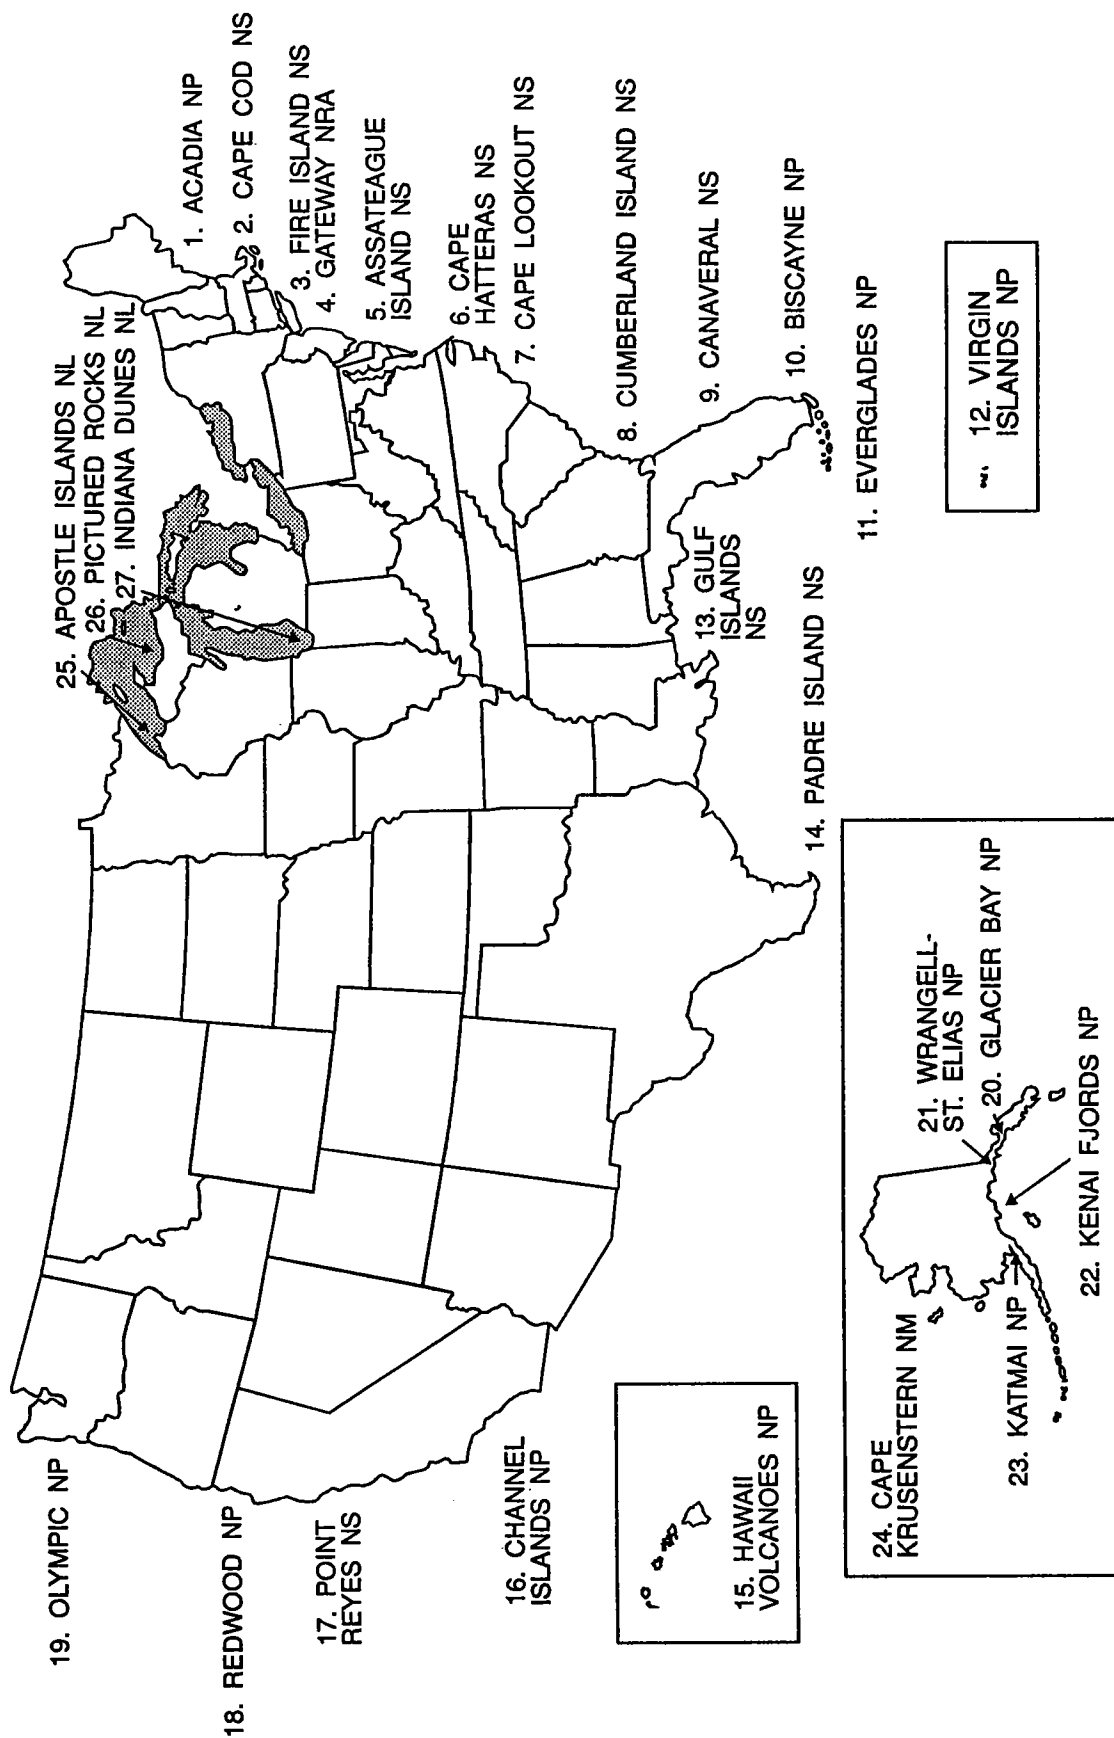 1. ACADIA NP
2. CAPE COD NS
3. FIRE ISLAND NS
4. GATEWAY NRA
5. ASSATEAGUE
ISLAND NS
6. CAPE
HATTERAS NS
7. CAPE LOOKOUT NS
8. CUMBERLAND ISLAND NS
9. CANAVERAL NS
10. BISCAYNE NP
11. EVERGLADES NP
12. VIRGIN
ISLANDS NP
13. GULF
ISLANDS
NS
14. PADRE ISLAND NS
15. HAWAII
VOLCANOES NP
16. CHANNEL
ISLANDS NP
17. POINT
REYES NS
18. REDWOOD NP
19. OLYMPIC NP
20. GLACIER BAY NP
21. WRANGELL-
ST. ELIAS NP
22. KENAI FJORDS NP
23. KATMAI NP
24. CAPE
KRUSENSTERN NM
25. APOSTLE ISLANDS NL
26. PICTURED ROCKS NL
27. INDIANA DUNES NL